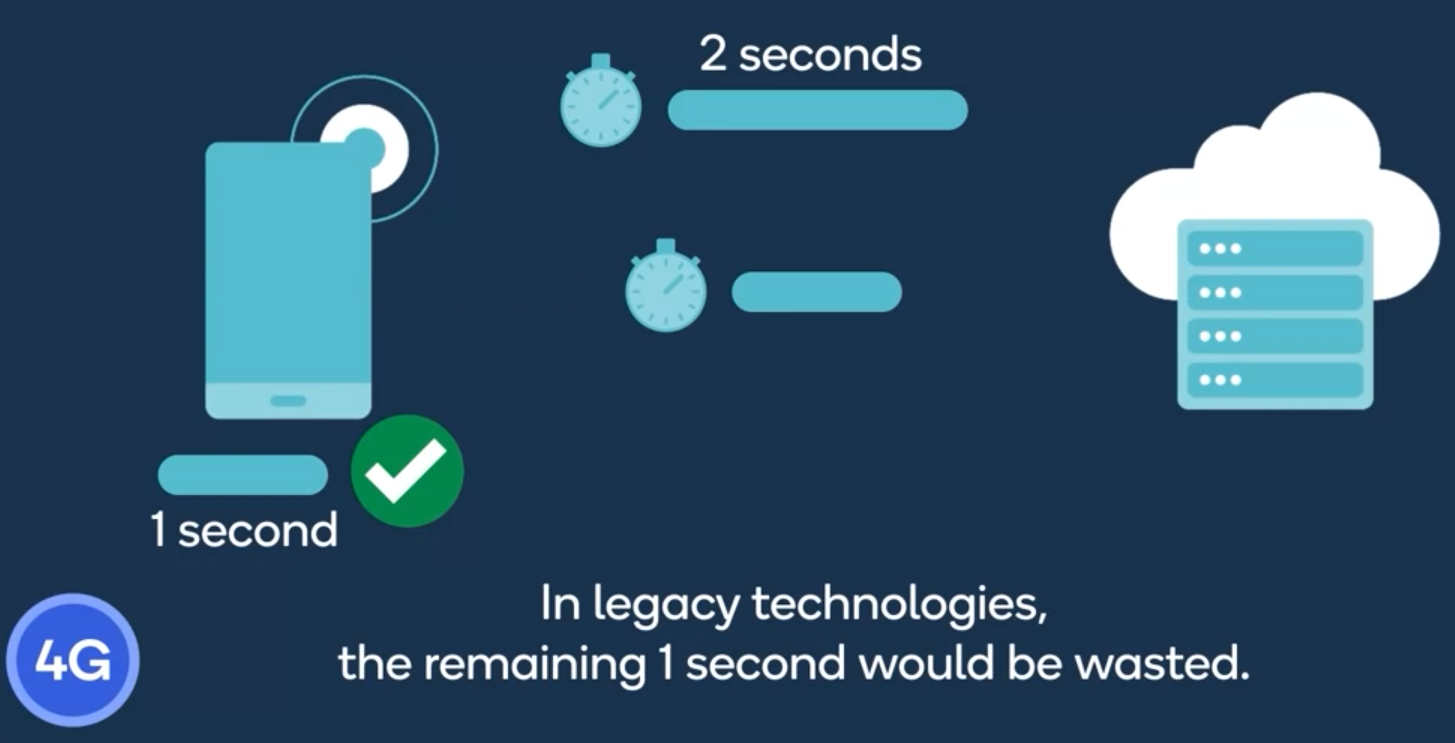 2 seconds
1 second
In legacy technologies,
the remaining 1 second would be wasted.
4G